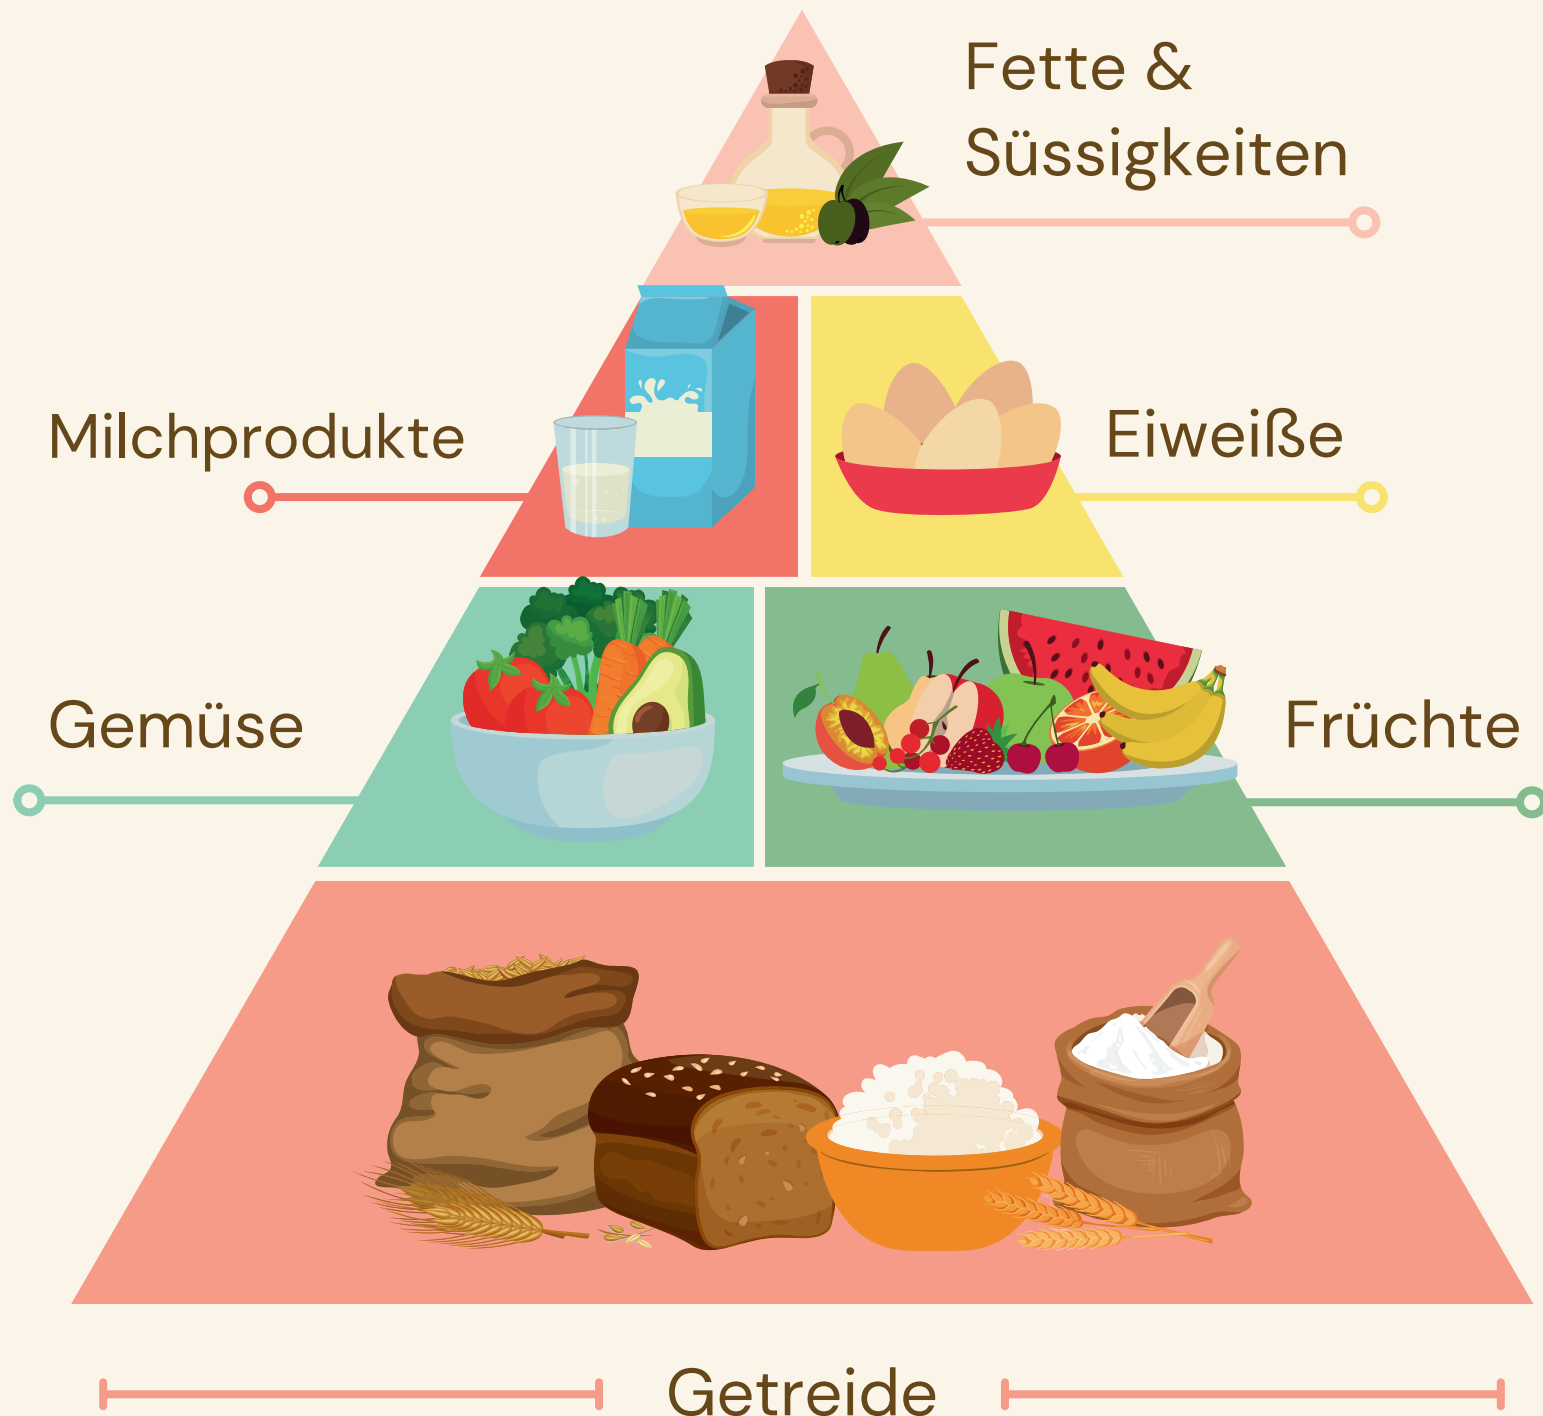 Fette &
Süssigkeiten
Milchprodukte
Eiweiße
Gemüse
Früchte
Getreide